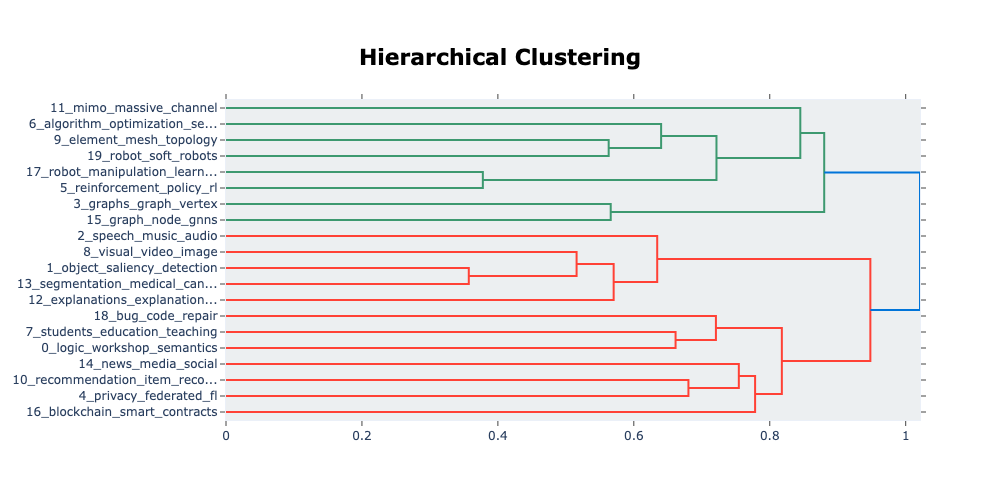 Hierarchical Clustering
11_mimo_massive_channel
6_algorithm_optimization_se...
9_element_mesh_topology
19_robot_soft_robots
17_robot_manipulation_learn...
5_reinforcement_policy_rl
3_graphs_graph_vertex
15_graph_node_gnns
2_speech_music_audio
8_visual_video_image
1_object_saliency_detection
13_segmentation_medical_can...
12_explanations_explanation...
18_bug_code_repair
7_students_education_teaching
0_logic_workshop_semantics
14_news_media_social
10_recommendation_item_reco...
4_privacy_federated_fl
16_blockchain_smart_contracts
0 0.2 0.4 0.6 0.8 1